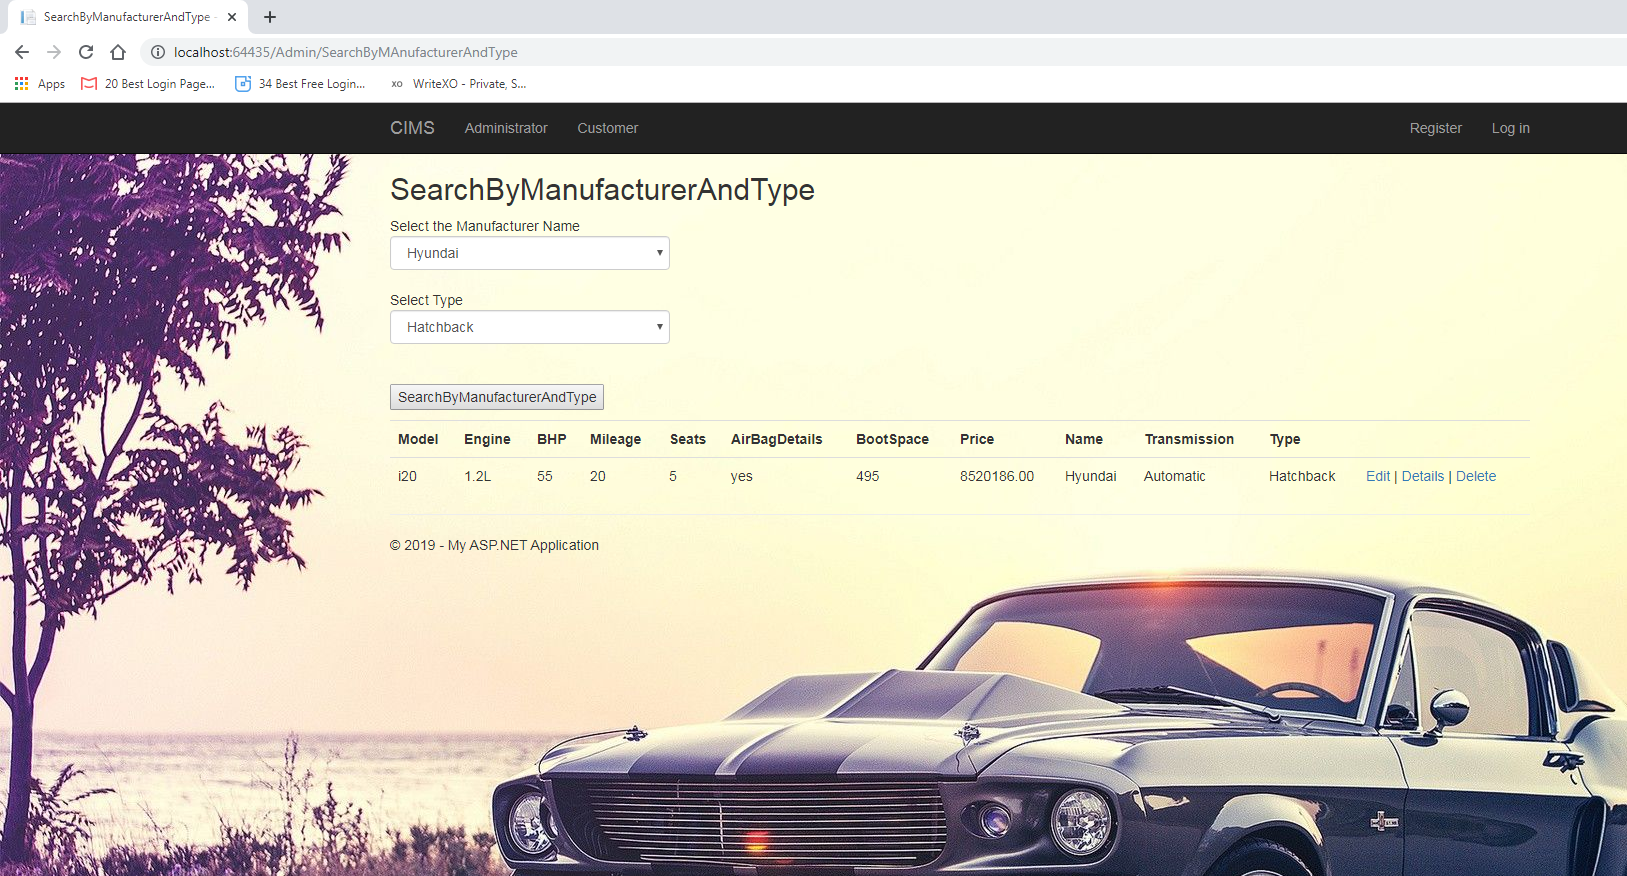 SearchByManufacturerAndType -
localhost:64435/Admin/SearchByMAnufacturerAndType
Apps 20 Best Login Page... 34 Best Free Login... XO WriteXO - Private, S...
CIMS Administrator Customer Register Log in
SearchByManufacturerAndType
Select the Manufacturer Name
Hyundai
Select Type
Hatchback
SearchByManufacturerAndType
Model Engine BHP Mileage Seats AirBagDetails BootSpace Price Name Transmission Type
i20 1.2L 55 20 5 yes 495 8520186.00 Hyundai Automatic Hatchback Edit | Details | Delete
© 2019 - My ASP.NET Application